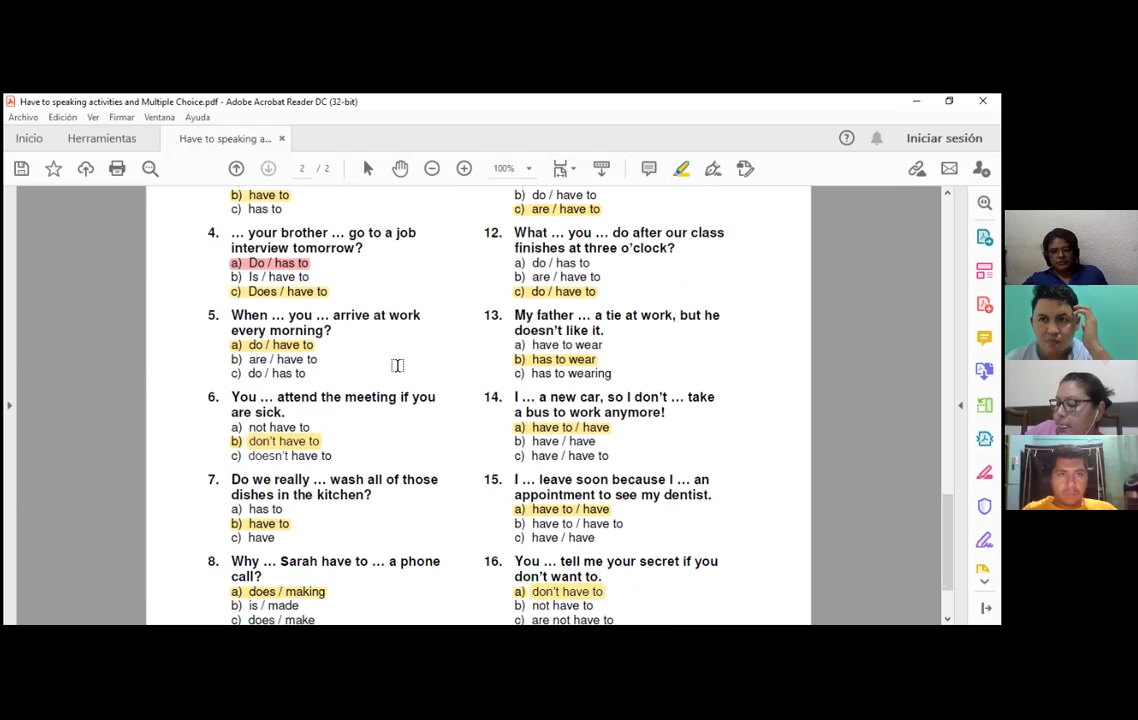 Have to speaking activities and Multiple Choice.pdf - Adobe Acrobat Reader DC (32-bit)
Archivo Edición Ver Firmar Ventana Ayuda
Inicio Herramientas Have to speaking a... × Iniciar sesión
2 / 2 100%
b) have to
c) has to
4. ... your brother ... go to a job
interview tomorrow?
a) Do / has to
b) Is / have to
c) Does / have to
5. When ... you ... arrive at work
every morning?
a) do / have to
b) are / have to
c) do / has to
6. You ... attend the meeting if you
are sick.
a) not have to
b) don't have to
c) doesn't have to
7. Do we really ... wash all of those
dishes in the kitchen?
a) has to
b) have to
c) have
8. Why ... Sarah have to ... a phone
call?
a) does / making
b) is / made
c) does / make
b) do / have to
c) are / have to
12. What ... you ... do after our class
finishes at three o'clock?
a) do / has to
b) are / have to
c) do / have to
13. My father ... a tie at work, but he
doesn't like it.
a) have to wear
b) has to wear
c) has to wearing
14. I ... a new car, so I don't ... take
a bus to work anymore!
a) have to / have
b) have / have
c) have / have to
15. I ... leave soon because I ... an
appointment to see my dentist.
a) have to / have
b) have to / have to
c) have / have
16. You ... tell me your secret if you
don't want to.
a) don't have to
b) not have to
c) are not have to